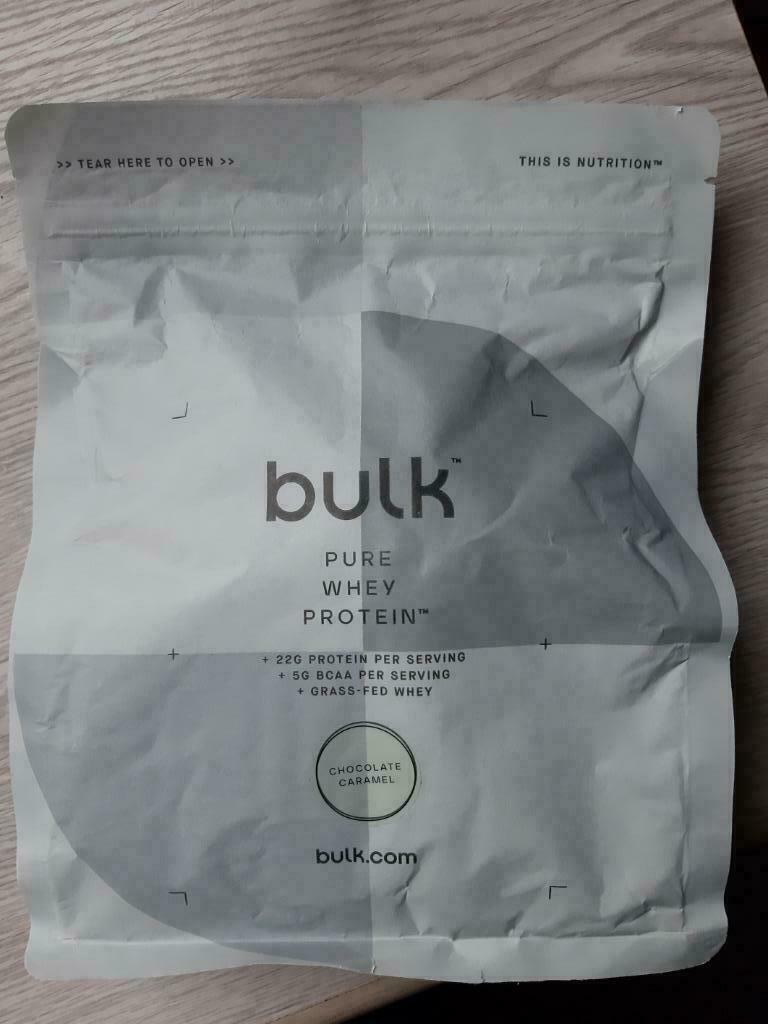 >> TEAR HERE TO OPEN >>
THIS IS NUTRITION™
bulk™
PURE
WHEY
PROTEIN™
+ 22G PROTEIN PER SERVING
+ 5G BCAA PER SERVING
+ GRASS-FED WHEY
CHOCOLATE
CARAMEL
bulk.com